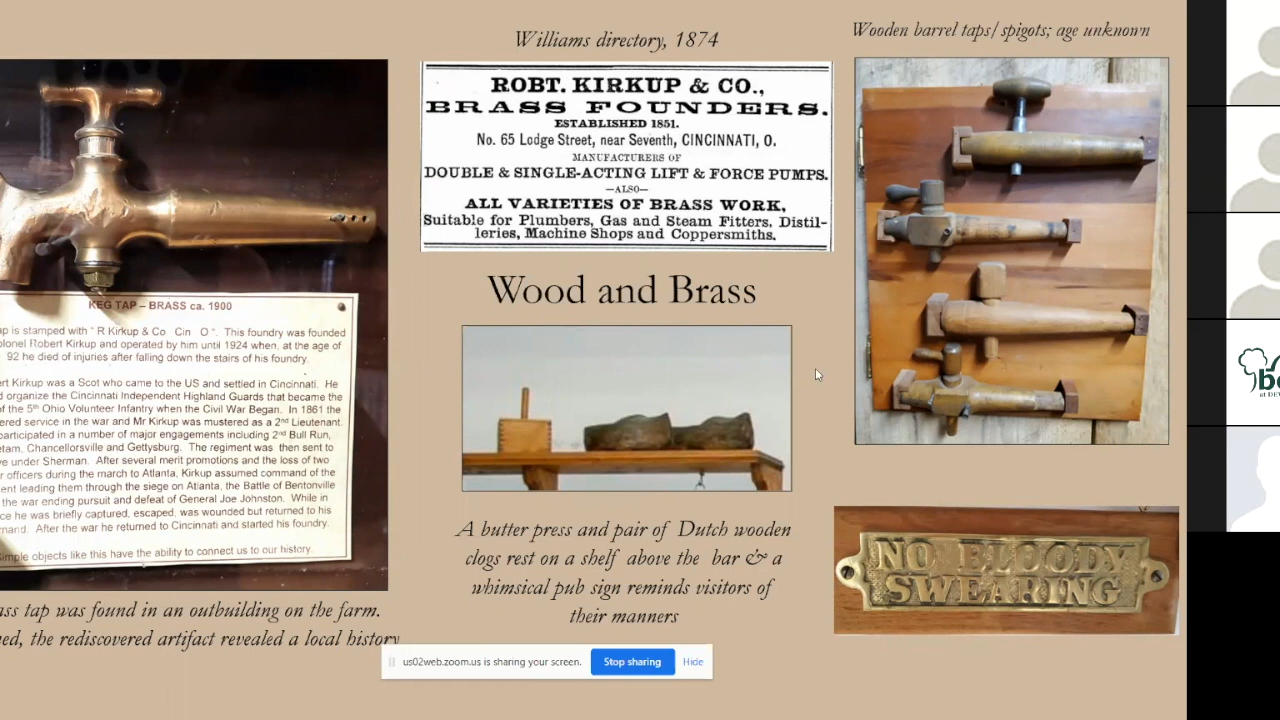 Williams directory, 1874
Wooden barrel taps/spigots; age unknown
ROBT. KIRKUP & CO.,
BRASS FOUNDERS.
ESTABLISHED 1851.
No. 65 Lodge Street, near Seventh, CINCINNATI, O.
MANUFACTURERS OF
DOUBLE & SINGLE-ACTING LIFT & FORCE PUMPS.
—ALSO—
ALL VARIETIES OF BRASS WORK,
Suitable for Plumbers, Gas and Steam Fitters, Distil-
leries, Machine Shops and Coppersmiths.
Wood and Brass
KEG TAP – BRASS ca. 1900
is stamped with " R Kirkup & Co Cin O ". This foundry was founded
Robert Kirkup and operated by him until 1924 when, at the age of
92 he died of injuries after falling down the stairs of his foundry.
Kirkup was a Scot who came to the US and settled in Cincinnati. He
organize the Cincinnati Independent Highland Guards that became the
of the 5th Ohio Volunteer Infantry when the Civil War Began. In 1861 the
service in the war and Mr Kirkup was mustered as a 2nd Lieutenant.
participated in a number of major engagements including 2nd Bull Run,
Chancellorsville and Gettysburg. The regiment was then sent to
under Sherman. After several merit promotions and the loss of two
officers during the march to Atlanta, Kirkup assumed command of the
leading them through the siege on Atlanta, the Battle of Bentonville
the war ending pursuit and defeat of General Joe Johnston. While in
he was briefly captured, escaped, was wounded but returned to his
After the war he returned to Cincinnati and started his foundry.
Simple objects like this have the ability to connect us to our history.
tap was found in an outbuilding on the farm.
the rediscovered artifact revealed a local history
A butter press and pair of Dutch wooden
clogs rest on a shelf above the bar & a
whimsical pub sign reminds visitors of
their manners
NO BLOODY
SWEARING
us02web.zoom.us is sharing your screen.
Stop sharing
Hide